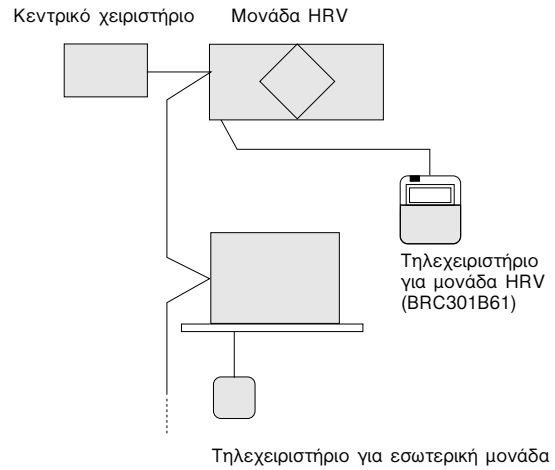 Κεντρικό χειριστήριο
Μονάδα HRV
Τηλεχειριστήριο
για μονάδα HRV
(BRC301B61)
Τηλεχειριστήριο για εσωτερική μονάδα